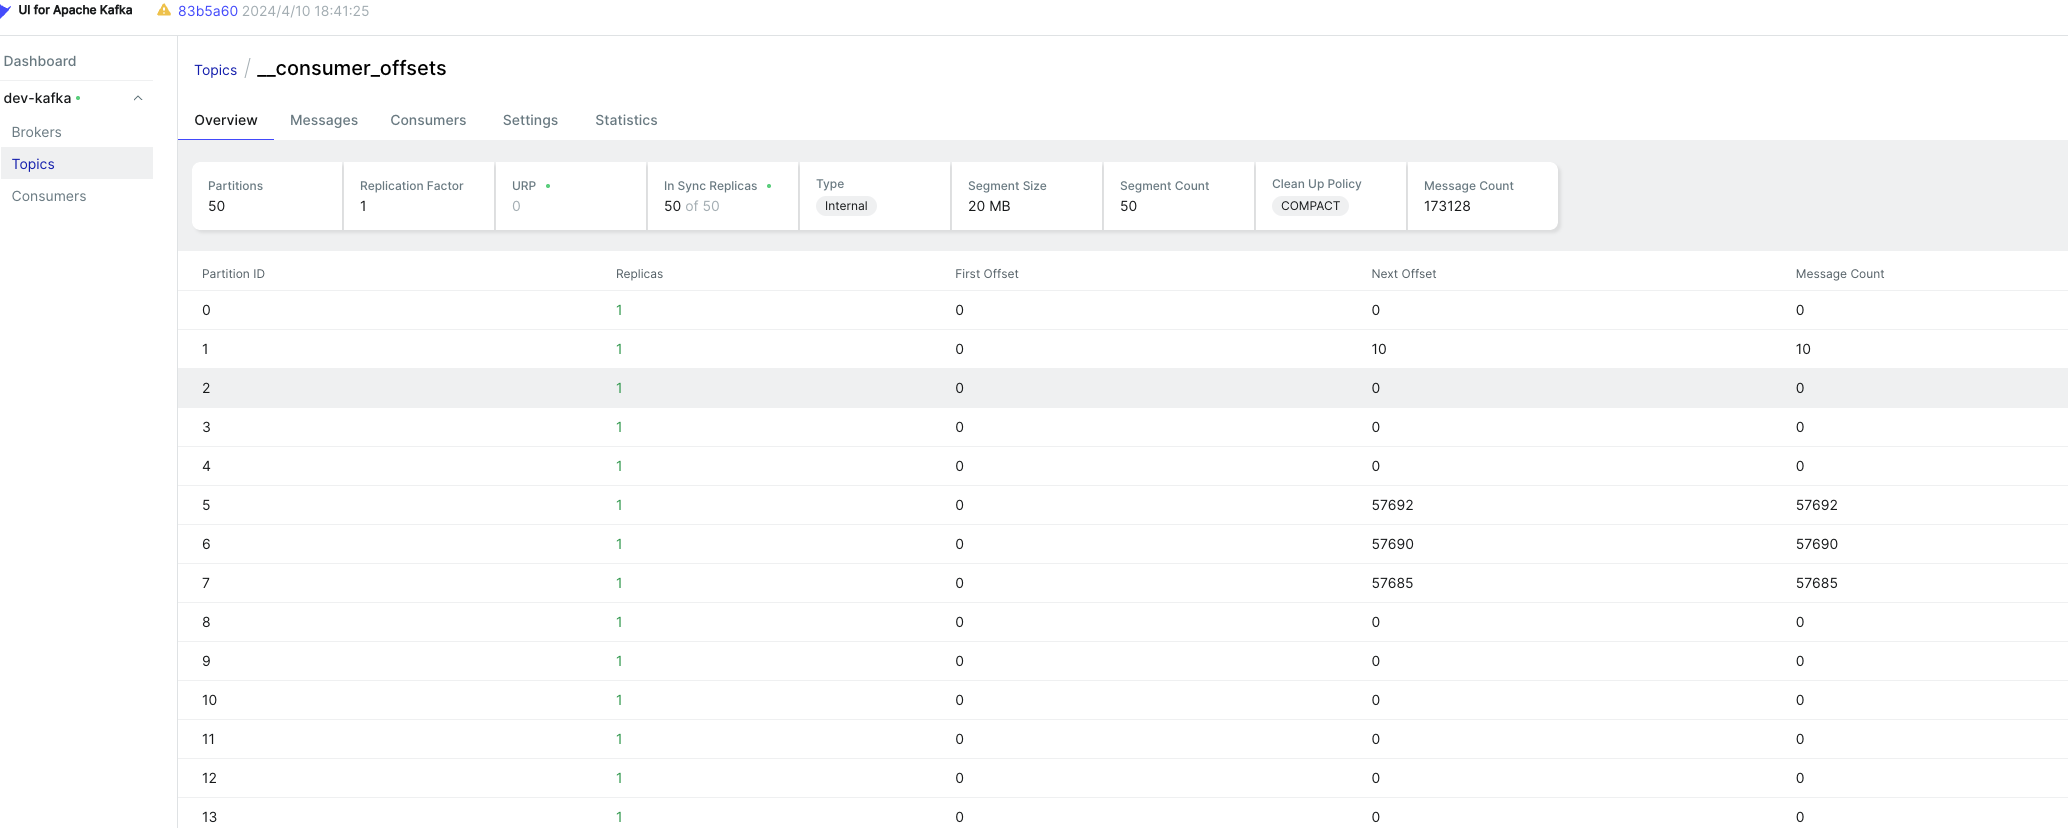 UI for Apache Kafka 83b5a60 2024/4/10 18:41:25
Dashboard
dev-kafka
Brokers
Topics
Consumers
Topics / __consumer_offsets
Overview Messages Consumers Settings Statistics
Partitions Replication Factor URP In Sync Replicas Type Segment Size Segment Count Clean Up Policy Message Count
50 1 0 50 of 50 Internal 20 MB 50 COMPACT 173128
Partition ID Replicas First Offset Next Offset Message Count
0 1 0 0 0
1 1 0 10 10
2 1 0 0 0
3 1 0 0 0
4 1 0 0 0
5 1 0 57692 57692
6 1 0 57690 57690
7 1 0 57685 57685
8 1 0 0 0
9 1 0 0 0
10 1 0 0 0
11 1 0 0 0
12 1 0 0 0
13 1 0 0 0